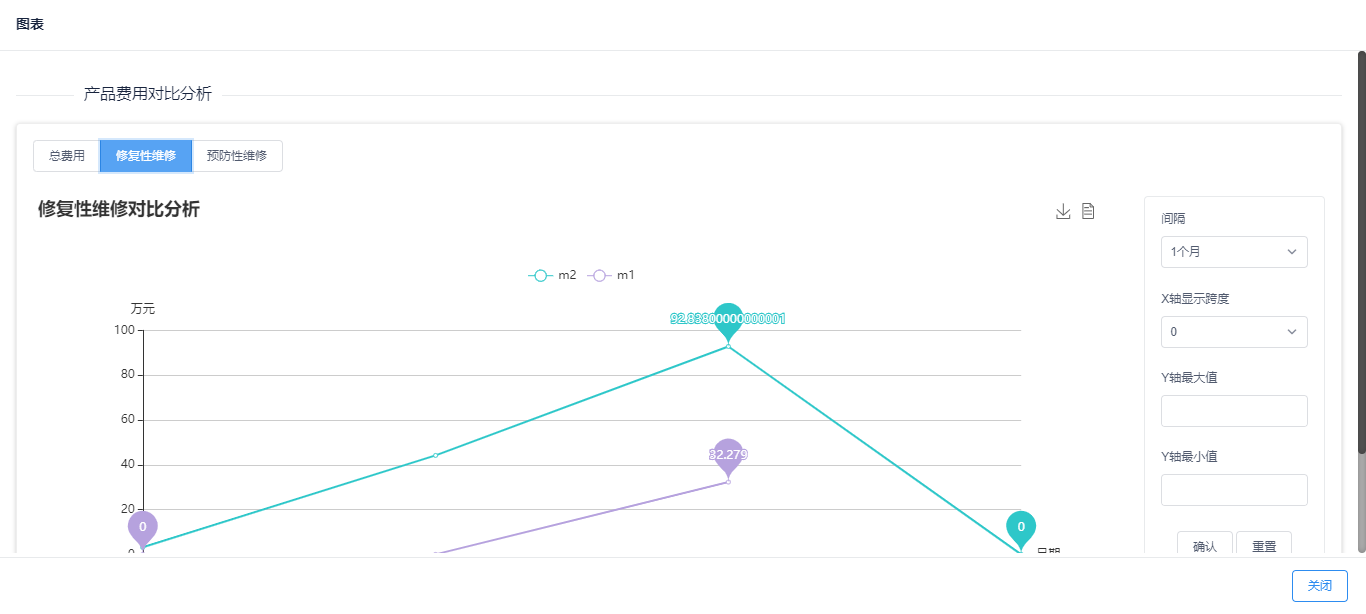 图表
产品费用对比分析
总费用 修复性维修 预防性维修
修复性维修对比分析
m2 m1
万元
100
80
60
40
20
0
92.83800000000001
32.279
0
0
日期
间隔
1个月
X轴显示跨度
0
Y轴最大值
Y轴最小值
确认 重置
关闭